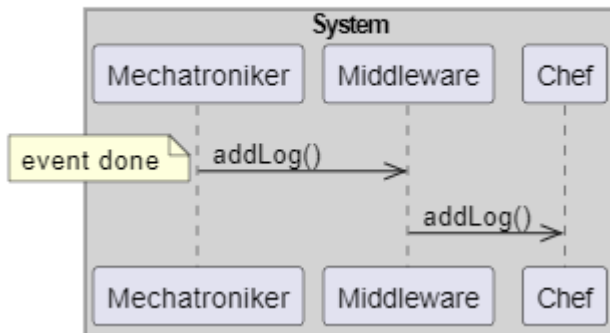 System
Mechatroniker Middleware Chef
event done addLog()
addLog()
Mechatroniker Middleware Chef